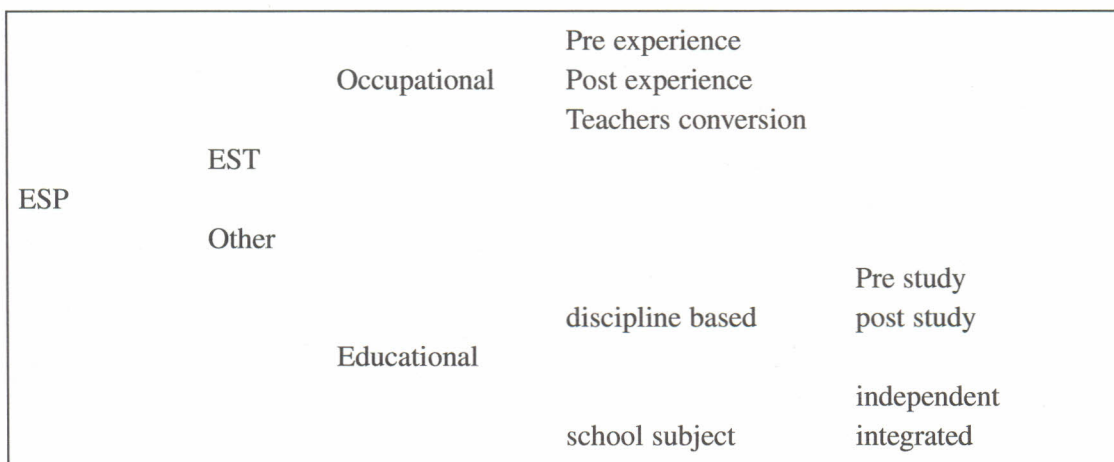 Pre experience
Occupational Post experience
Teachers conversion
EST
ESP
Other
Pre study
discipline based post study
Educational
independent
school subject integrated